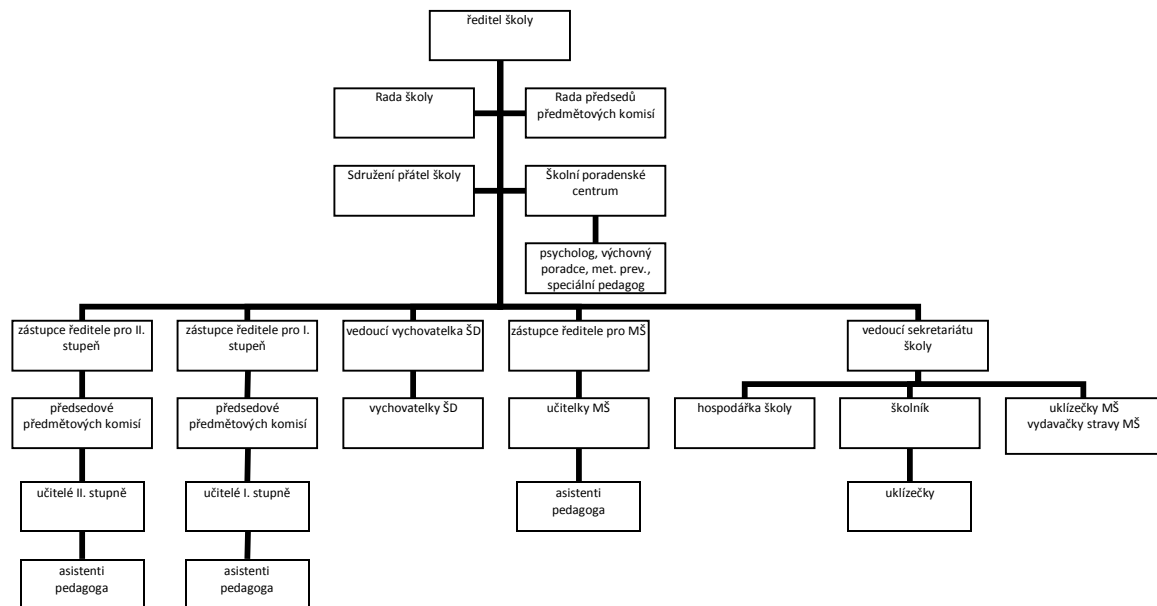 ředitel školy
Rada školy
Rada předsedů
předmětových komisí
Sdružení přátel školy
Školní poradenské
centrum
psycholog, výchovný
poradce, met. prev.,
speciální pedagog
zástupce ředitele pro II.
stupeň
zástupce ředitele pro I.
stupeň
vedoucí vychovatelka ŠD
zástupce ředitele pro MŠ
vedoucí sekretariátu
školy
předsedové
předmětových komisí
předsedové
předmětových komisí
vychovatelky ŠD
učitelky MŠ
hospodářka školy
školník
uklízečky MŠ
vydavačky stravy MŠ
učitelé II. stupně
učitelé I. stupně
asistenti
pedagoga
uklízečky
asistenti
pedagoga
asistenti
pedagoga